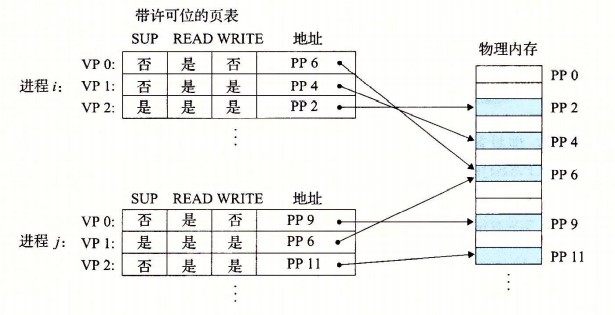 带许可位的页表
SUP READ WRITE 地址
物理内存
进程 i:
VP 0: 否 是 否 PP 6
VP 1: 否 是 是 PP 4
VP 2: 是 是 是 PP 2
⋮
PP 0
PP 2
PP 4
PP 6
PP 9
PP 11
⋮
SUP READ WRITE 地址
进程 j:
VP 0: 否 是 否 PP 9
VP 1: 是 是 是 PP 6
VP 2: 否 是 是 PP 11
⋮